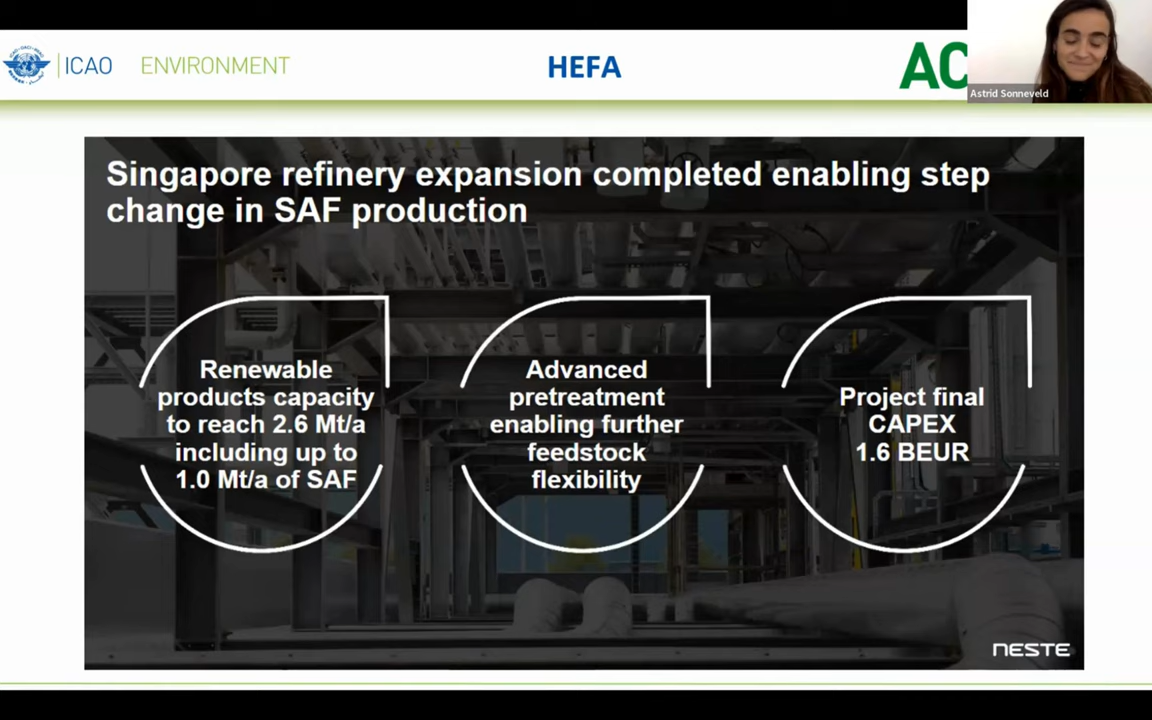 ICAO ENVIRONMENT
HEFA
AC
Astrid Sonneveld
Singapore refinery expansion completed enabling step
change in SAF production
Renewable
products capacity
to reach 2.6 Mt/a
including up to
1.0 Mt/a of SAF
Advanced
pretreatment
enabling further
feedstock
flexibility
Project final
CAPEX
1.6 BEUR
NESTE